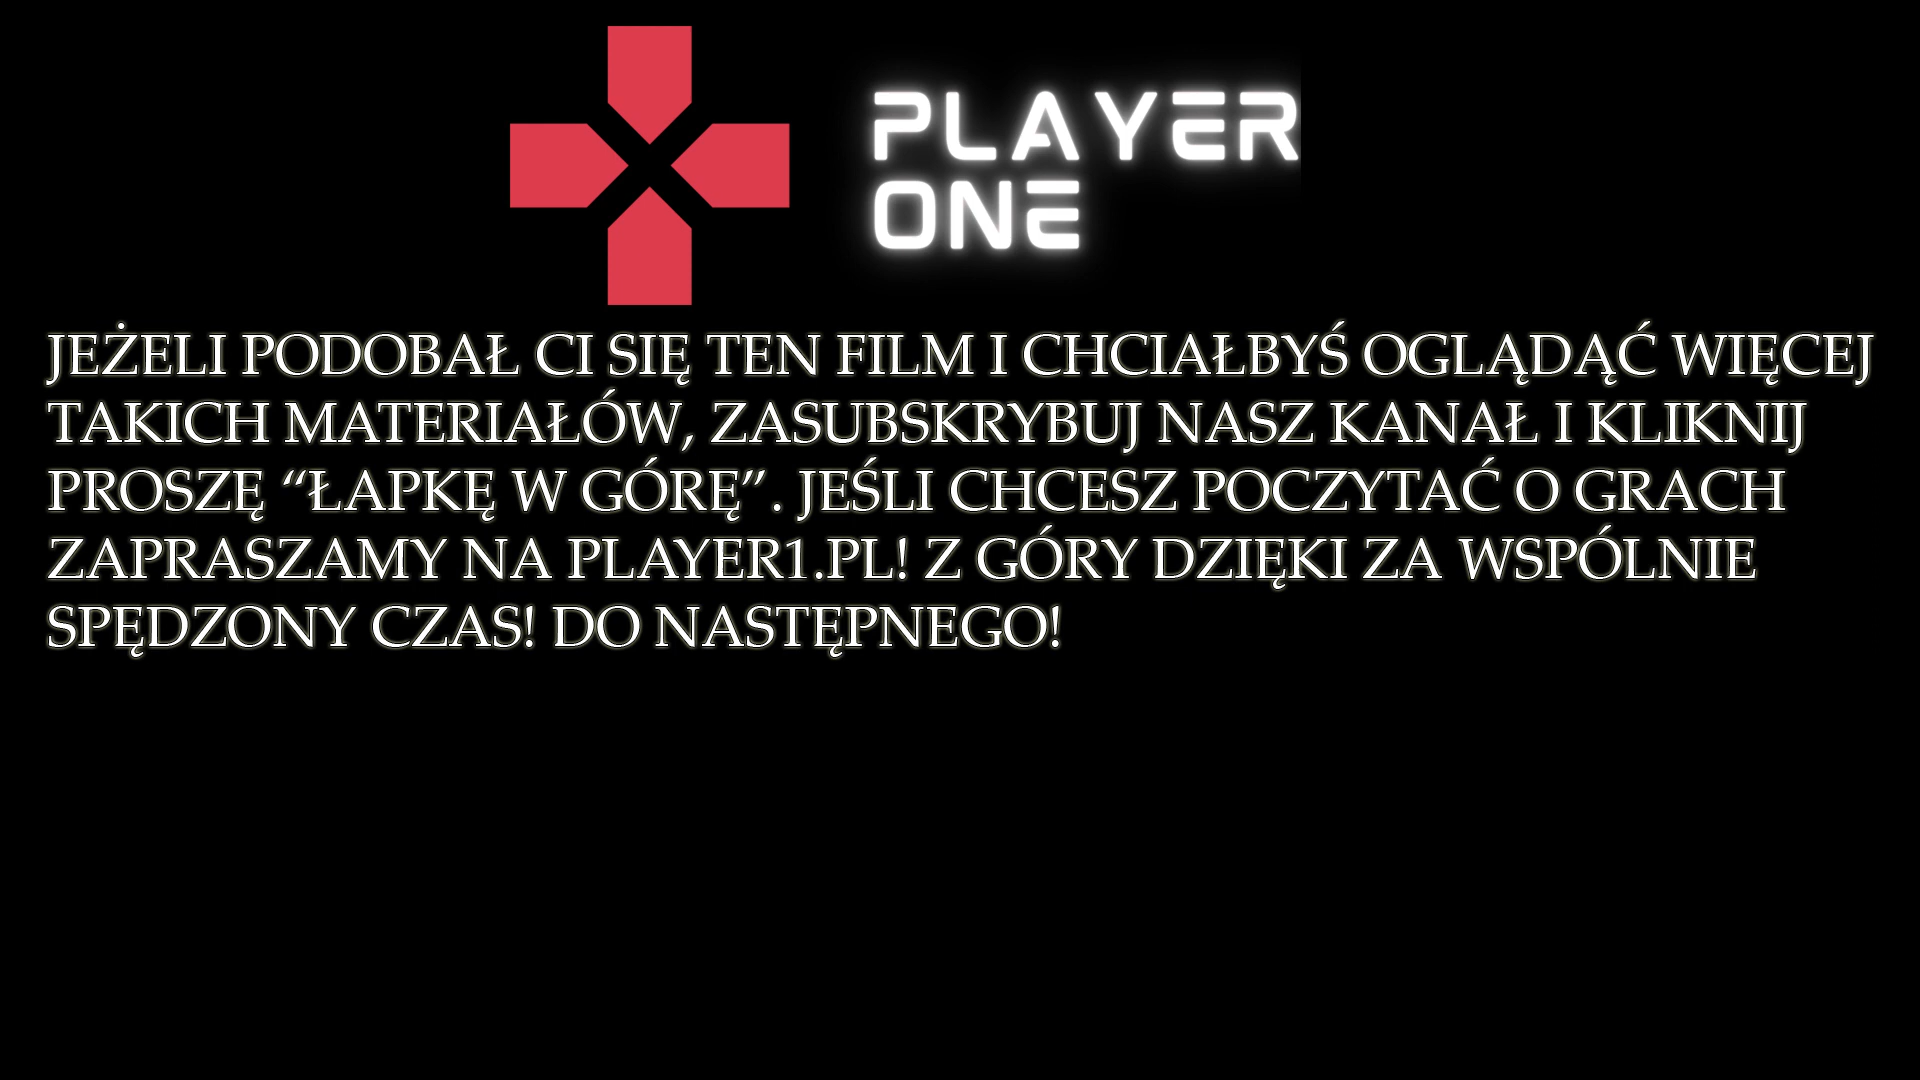 PLAYER
ONE
JEŻELI PODOBAŁ CI SIĘ TEN FILM I CHCIAŁBYŚ OGLĄDĄĆ WIĘCEJ
TAKICH MATERIAŁÓW, ZASUBSKRYBUJ NASZ KANAŁ I KLIKNIJ
PROSZĘ “ŁAPKĘ W GÓRĘ”. JEŚLI CHCESZ POCZYTAĆ O GRACH
ZAPRASZAMY NA PLAYER1.PL! Z GÓRY DZIĘKI ZA WSPÓLNIE
SPĘDZONY CZAS! DO NASTĘPNEGO!